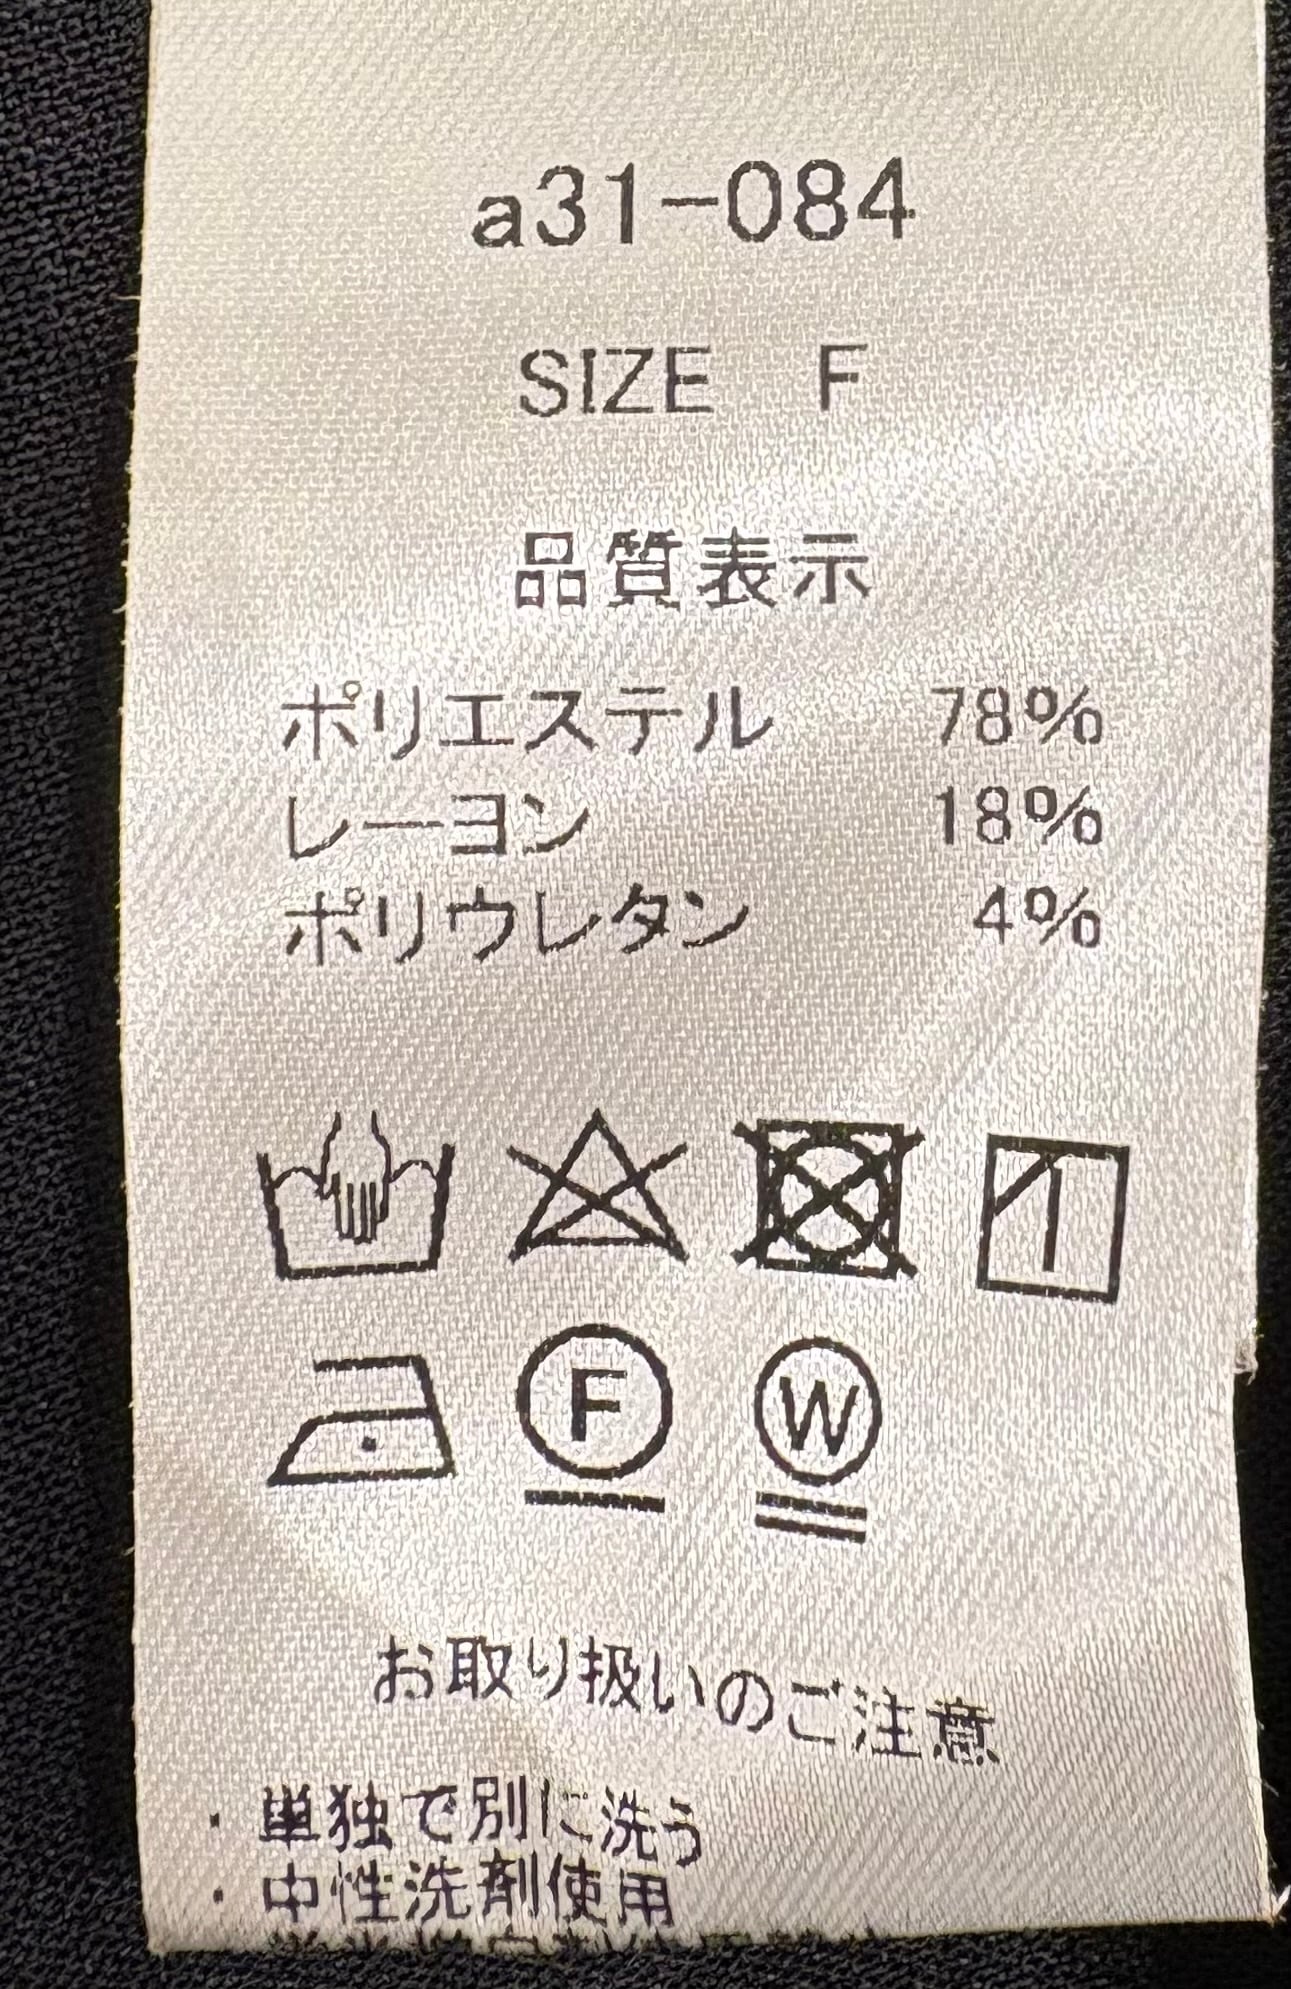 a31-084
SIZE F
品質表示
ポリエステル 78%
レーヨン 18%
ポリウレタン 4%
F W
お取り扱いのご注意
・単独で別に洗う
・中性洗剤使用